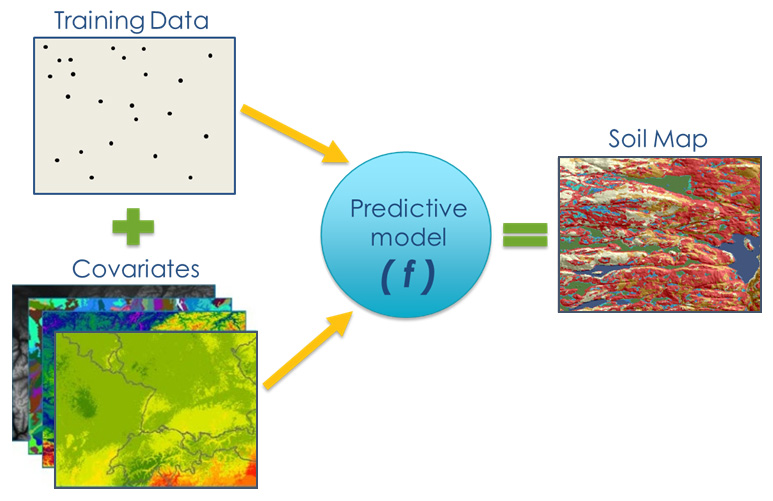 Training Data
Covariates
Predictive
model
( f )
Soil Map